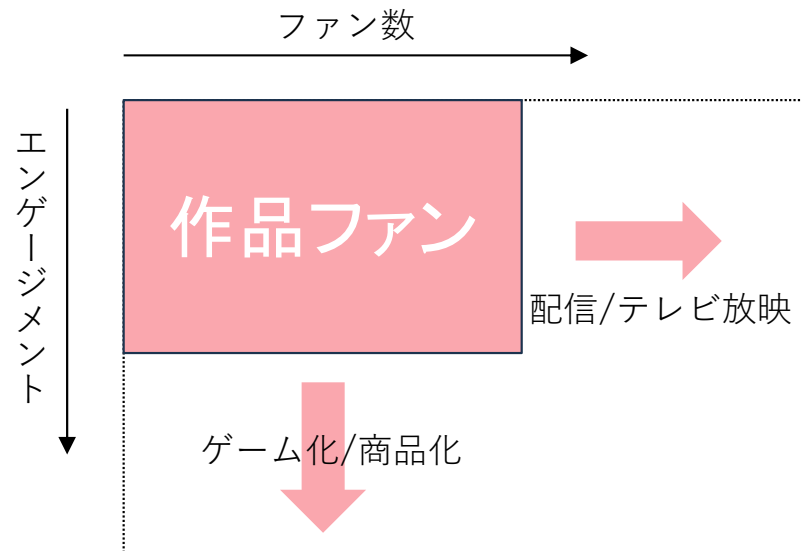 ファン数
エンゲージメント
作品ファン
配信/テレビ放映
ゲーム化/商品化